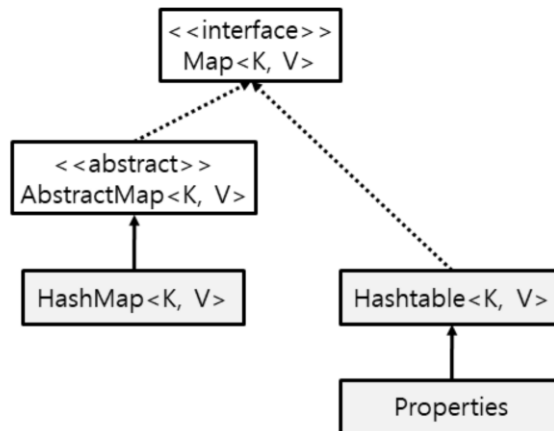 <<interface>>
Map<K, V>
<<abstract>>
AbstractMap<K, V>
HashMap<K, V>
Hashtable<K, V>
Properties